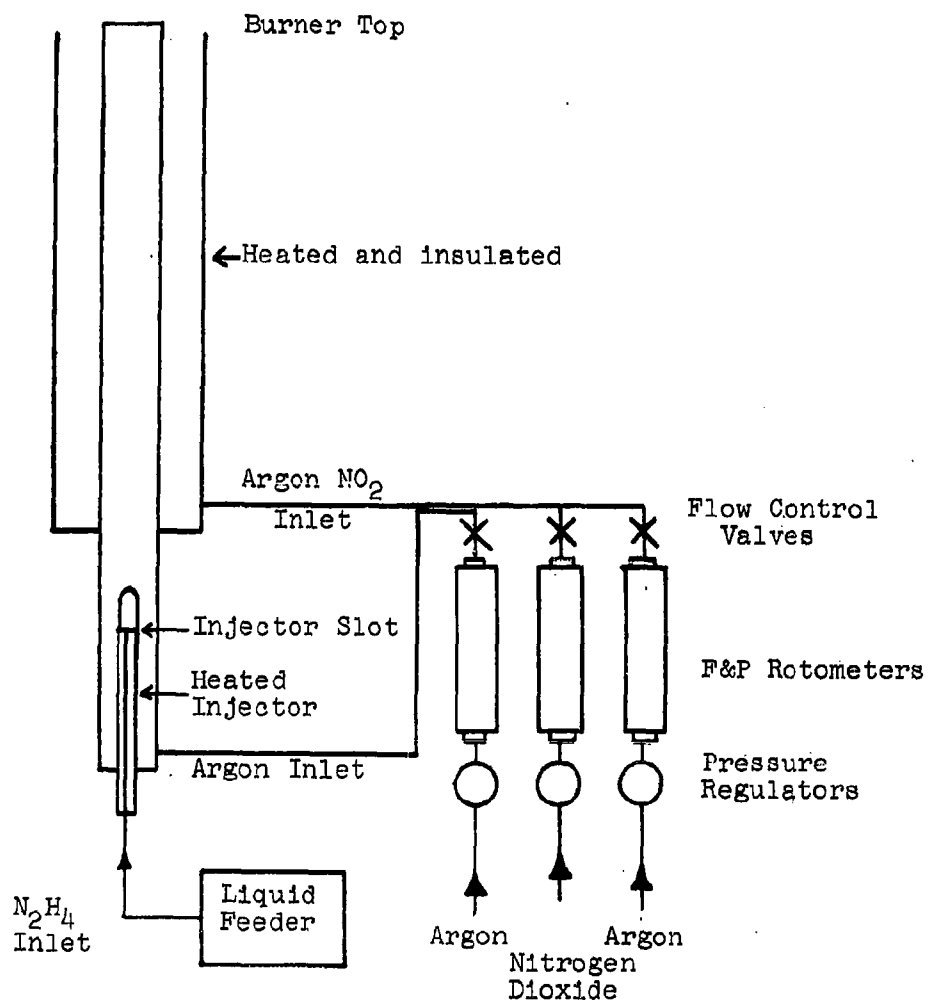 Burner Top
Heated and insulated
Argon NO2
Inlet
Flow Control
Valves
Injector Slot
Heated
Injector
F&P Rotometers
Argon Inlet
Pressure
Regulators
N2H4
Inlet
Liquid
Feeder
Argon
Argon
Nitrogen
Dioxide